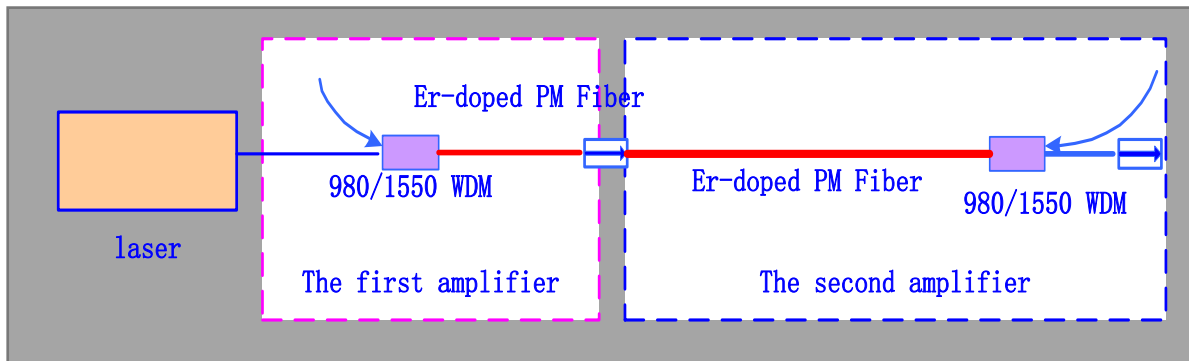 Er-doped PM Fiber
980/1550 WDM
Er-doped PM Fiber
980/1550 WDM
laser
The first amplifier
The second amplifier